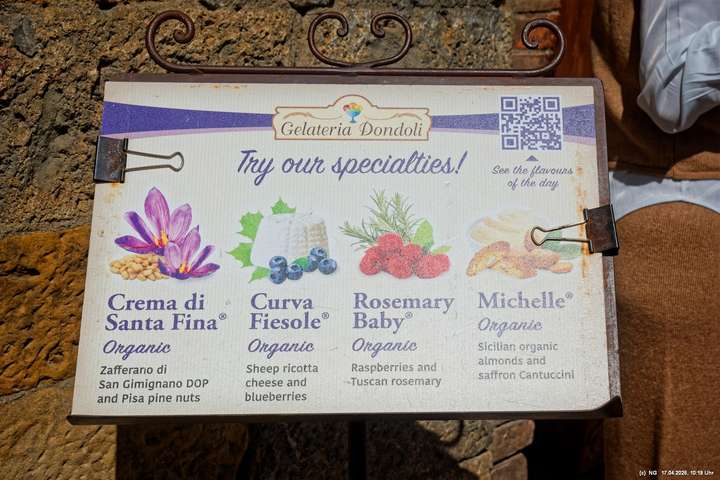 Gelateria Dondoli
Try our specialties!
See the flavours
of the day
Crema di
Santa Fina®
Organic
Zafferano di
San Gimignano DOP
and Pisa pine nuts
Curva
Fiesole®
Organic
Sheep ricotta
cheese and
blueberries
Rosemary
Baby®
Organic
Raspberries and
Tuscan rosemary
Michelle®
Organic
Sicilian organic
almonds and
saffron Cantuccini
(c) NG 17.04.2026, 10:19 Uhr